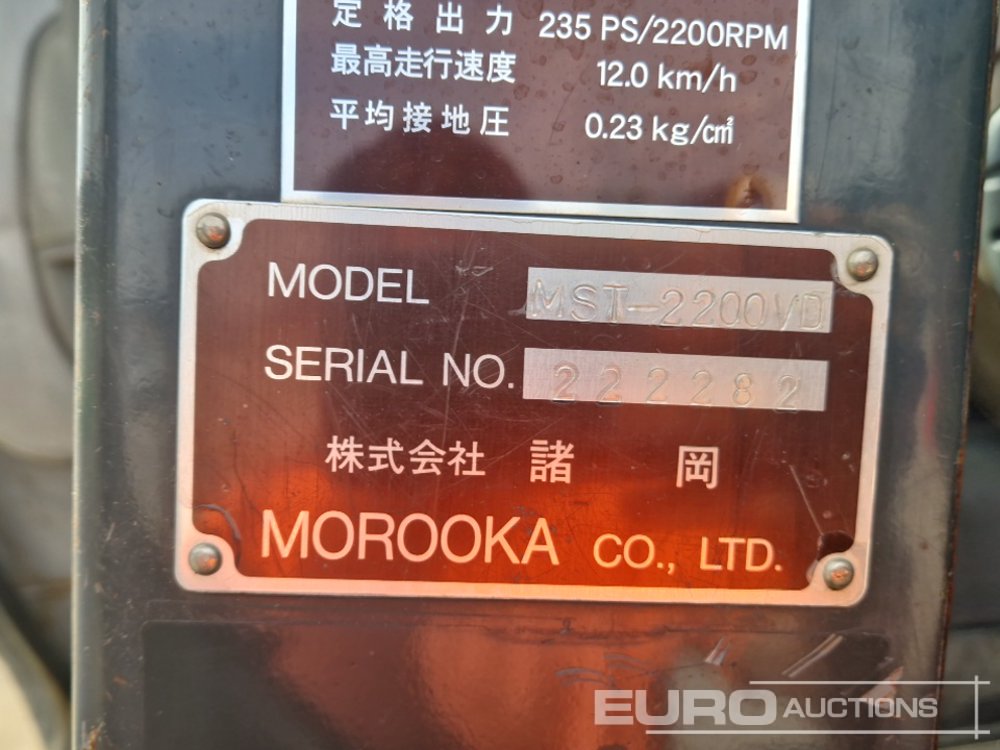 定格出力 235 PS/2200RPM
最高走行速度 12.0 km/h
平均接地圧 0.23 kg/c㎡
MODEL MST-2200VD
SERIAL NO. 222282
株式会社 諸岡
MOROOKA CO., LTD.
EURO AUCTIONS